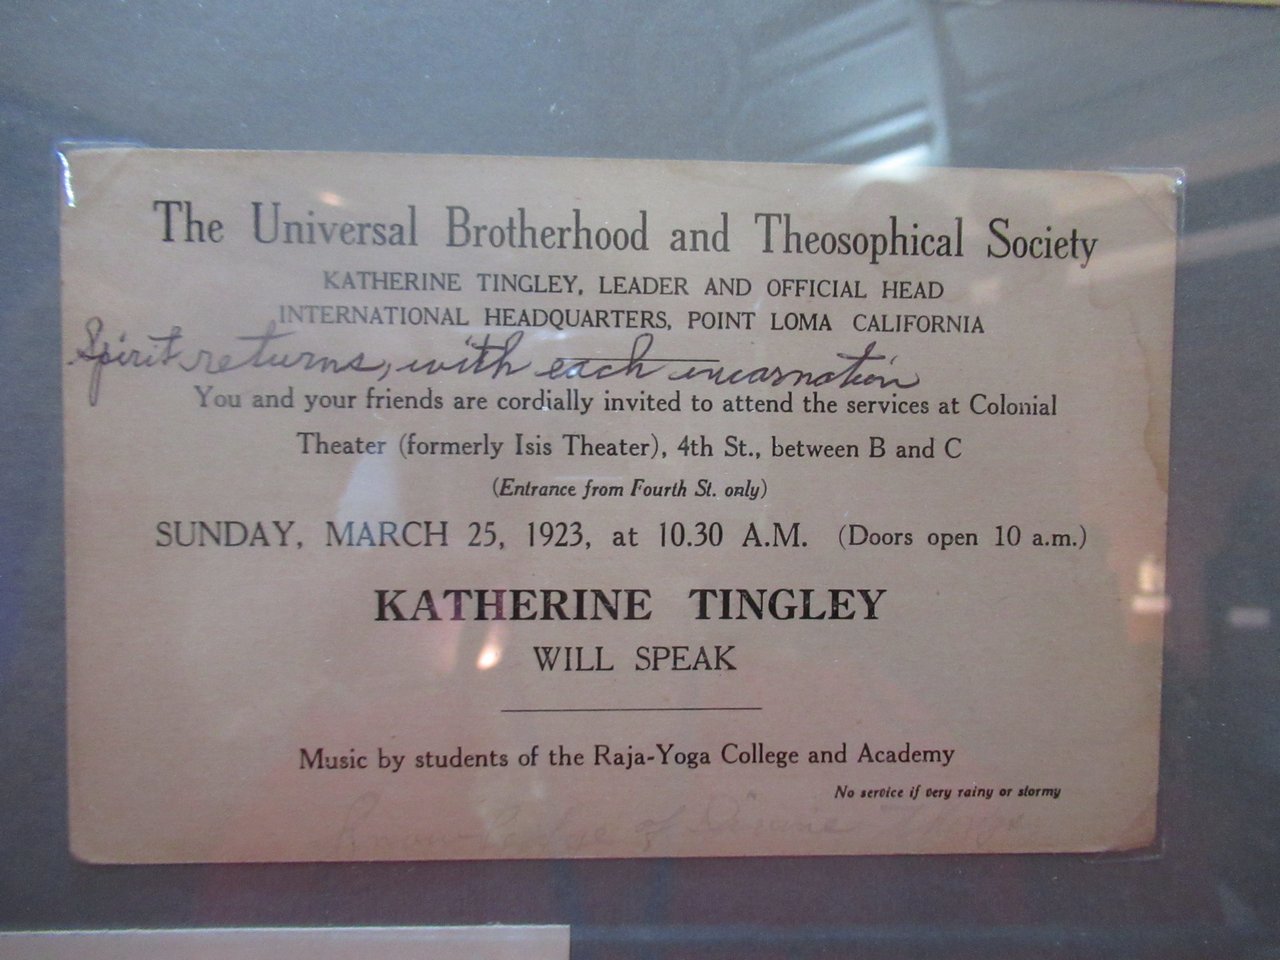 The Universal Brotherhood and Theosophical Society
KATHERINE TINGLEY, LEADER AND OFFICIAL HEAD
INTERNATIONAL HEADQUARTERS, POINT LOMA CALIFORNIA
Spirit returns, with each incarnation
You and your friends are cordially invited to attend the services at Colonial
Theater (formerly Isis Theater), 4th St., between B and C
(Entrance from Fourth St. only)
SUNDAY, MARCH 25, 1923, at 10.30 A.M. (Doors open 10 a.m.)
KATHERINE TINGLEY
WILL SPEAK
Music by students of the Raja-Yoga College and Academy
No service if very rainy or stormy
of Divine